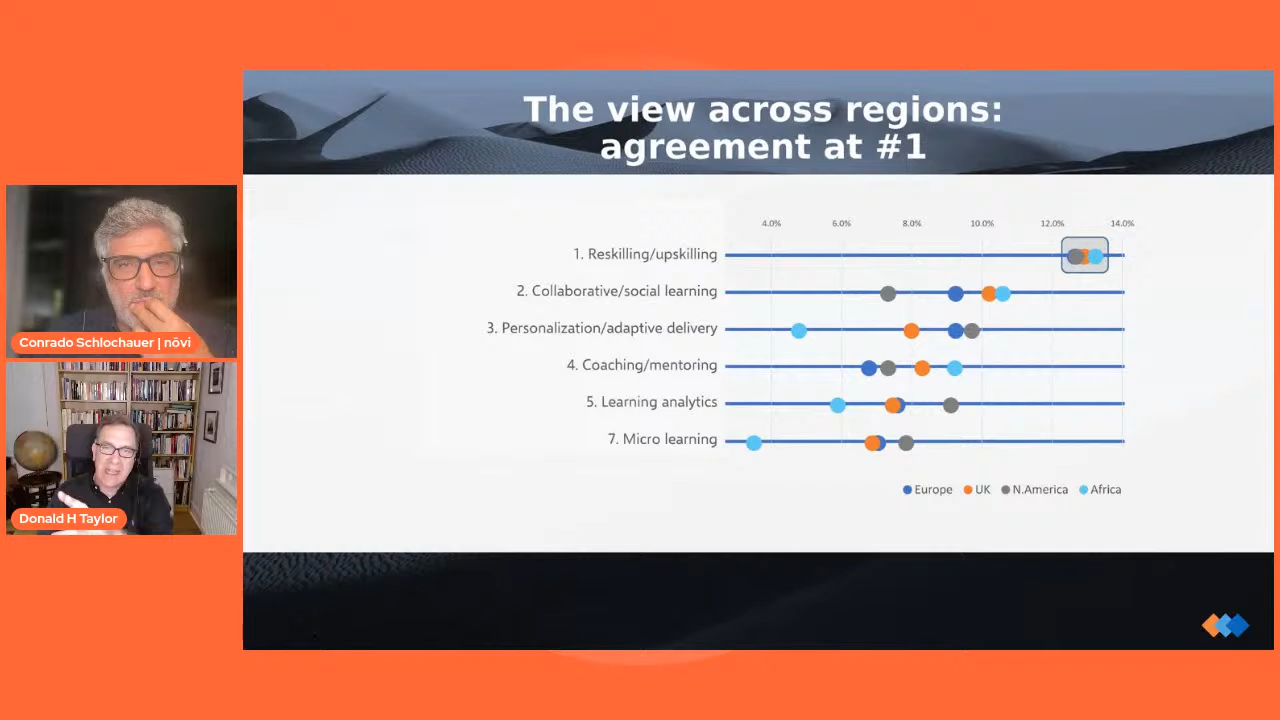 The view across regions:
agreement at #1
4.0% 6.0% 8.0% 10.0% 12.0% 14.0%
1. Reskilling/upskilling
2. Collaborative/social learning
3. Personalization/adaptive delivery
4. Coaching/mentoring
5. Learning analytics
7. Micro learning
Europe UK N.America Africa
Conrado Schlochauer | nōvi
Donald H Taylor